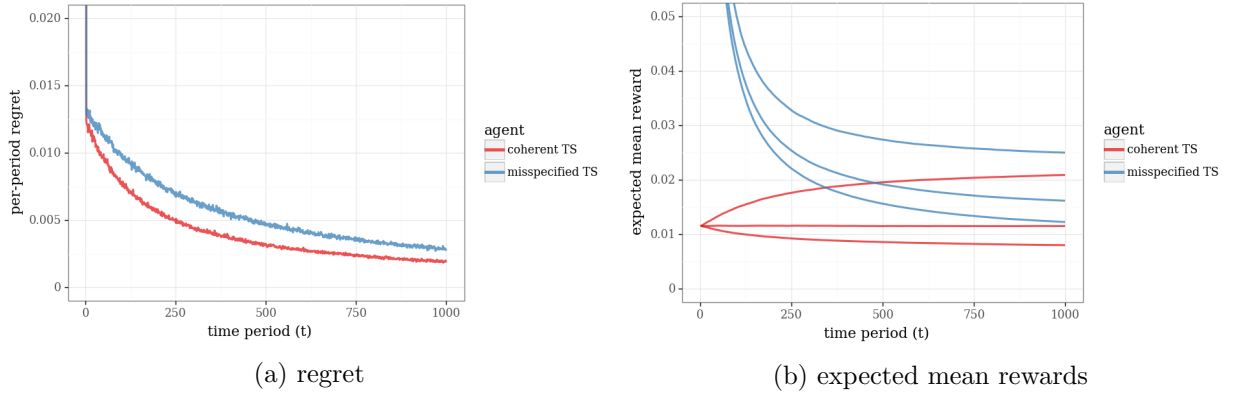 0.020
0.015
0.010
0.005
0
per-period regret
0
250
500
750
1000
time period (t)
agent
coherent TS
misspecified TS
(a) regret
0.05
0.04
0.03
0.02
0.01
0
expected mean reward
0
250
500
750
1000
time period (t)
agent
coherent TS
misspecified TS
(b) expected mean rewards